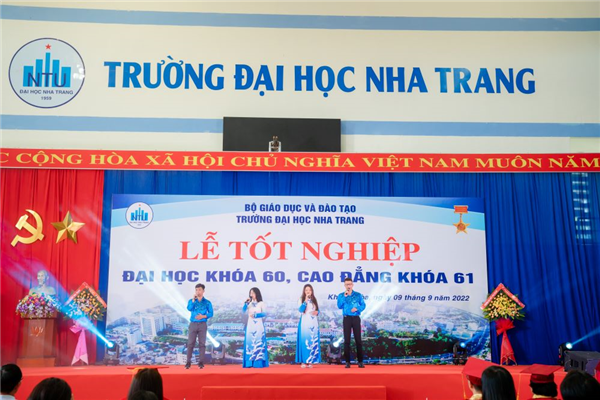 NTU
ĐẠI HỌC NHA TRANG
1959
TRƯỜNG ĐẠI HỌC NHA TRANG
CỘNG HÒA XÃ HỘI CHỦ NGHĨA VIỆT NAM MUÔN NĂM
BỘ GIÁO DỤC VÀ ĐÀO TẠO
TRƯỜNG ĐẠI HỌC NHA TRANG
LỄ TỐT NGHIỆP
ĐẠI HỌC KHÓA 60, CAO ĐẲNG KHÓA 61
09 tháng 9 năm 2022